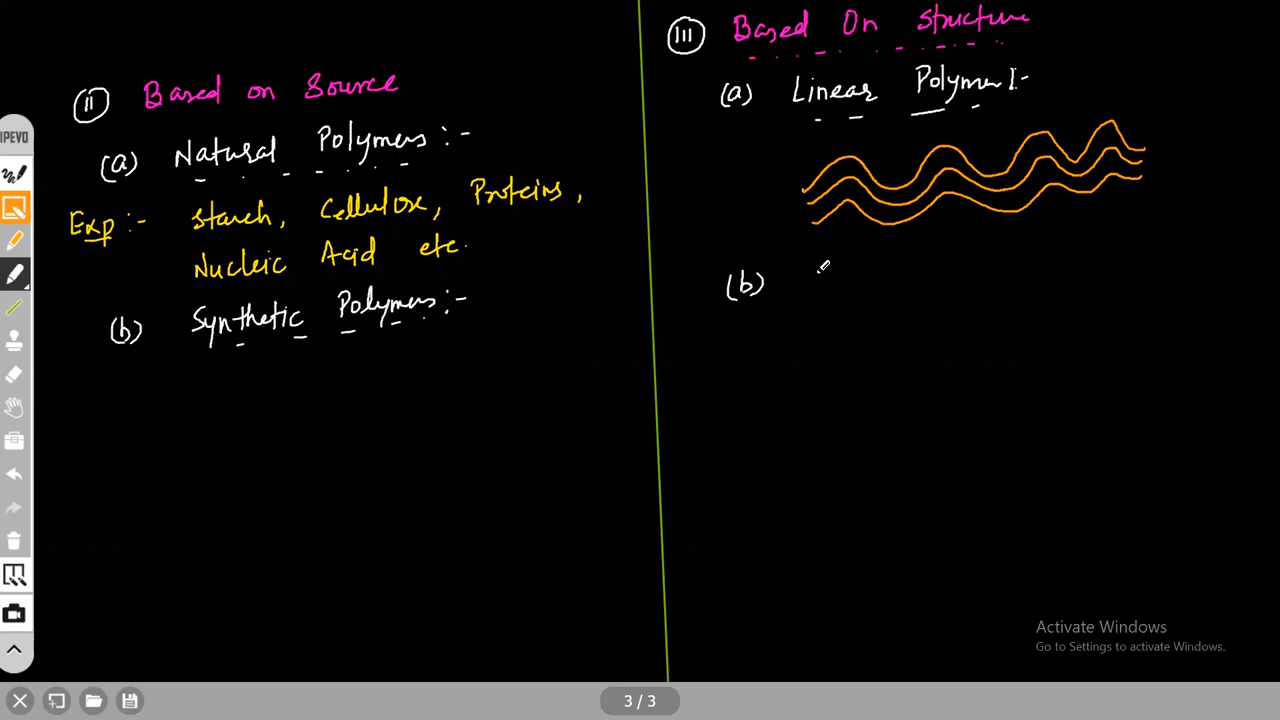 IPEVO
(II) Based on Source
(a) Natural Polymers :-
Exp :- Starch, Cellulose, Proteins,
Nucleic Acid etc.
(b) Synthetic Polymers :-
(III) Based On Structure
(a) Linear Polymer :-
(b)
Activate Windows
Go to Settings to activate Windows.
3 / 3